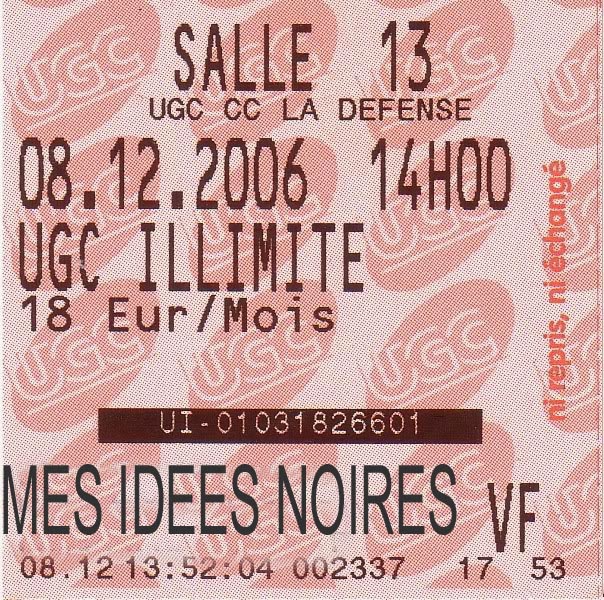 SALLE 13
UGC CC LA DEFENSE
08.12.2006 14H00
UGC ILLIMITE
18 Eur/Mois
ni repris, ni échangé
UI-01031826601
MES IDEES NOIRES VF
08.12 13:52:04 002337 17 53